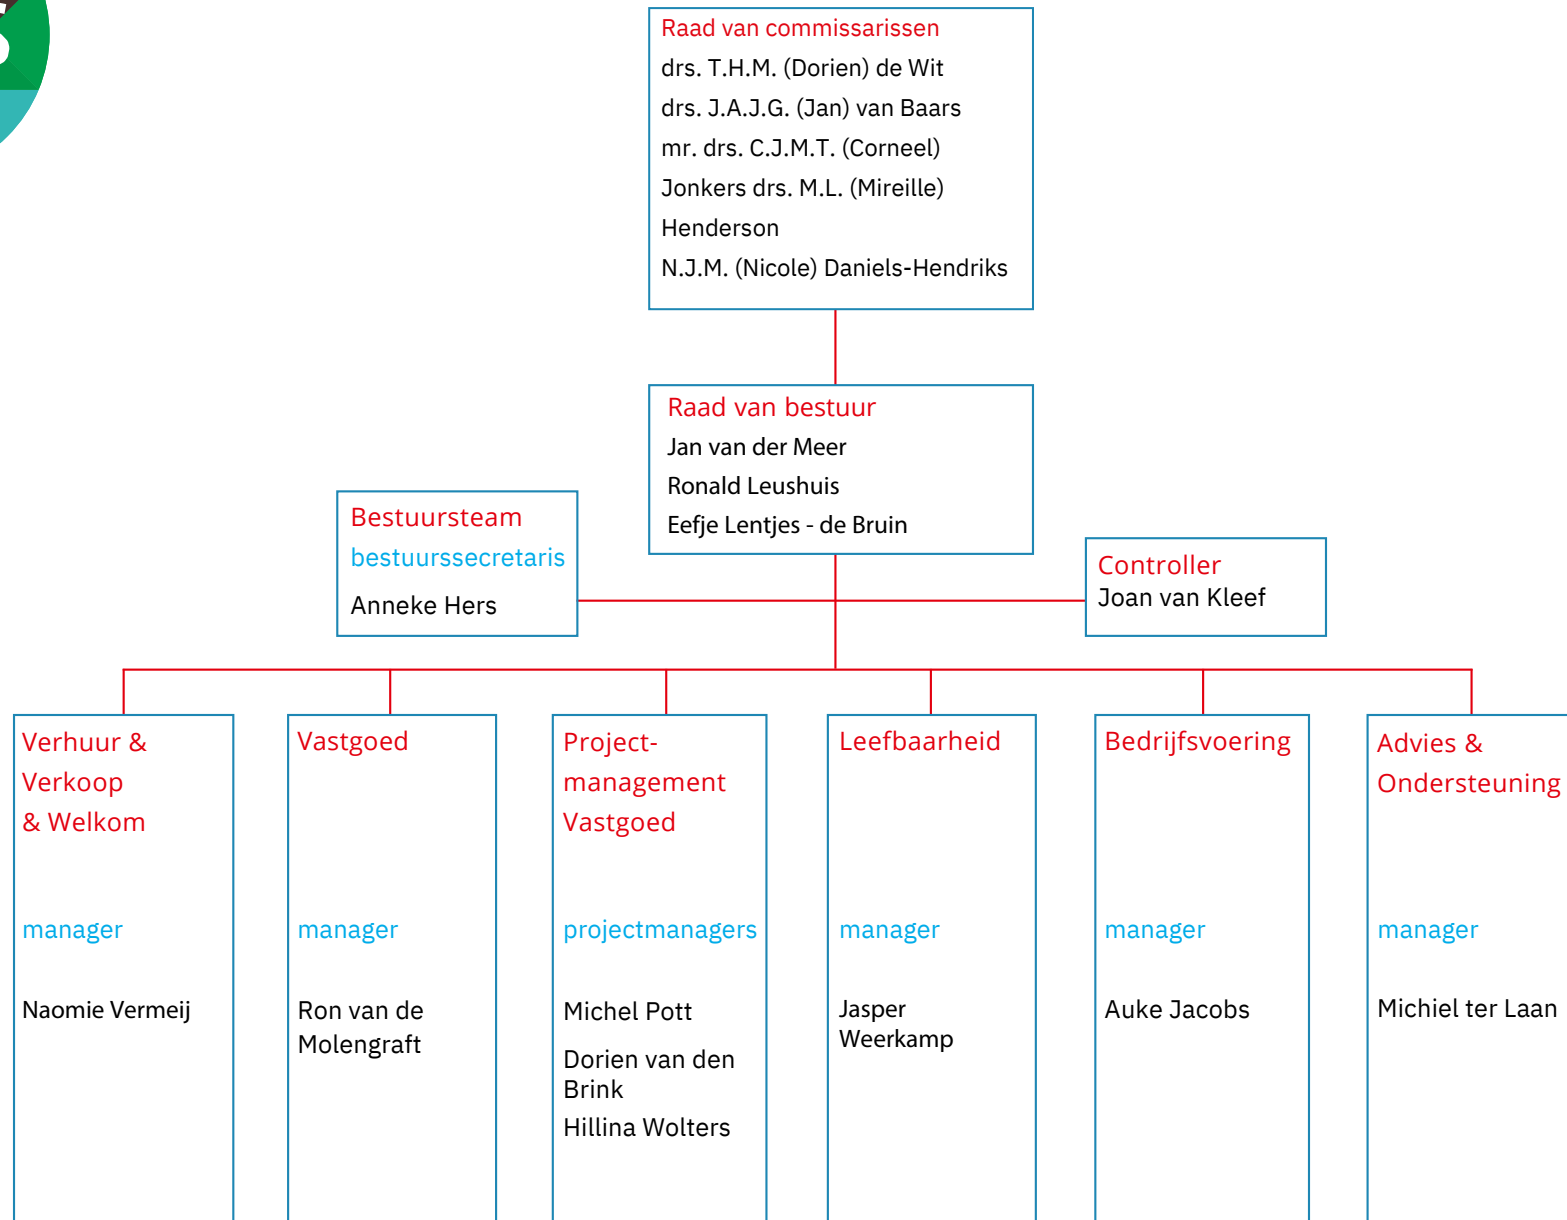 Raad van commissarissen
drs. T.H.M. (Dorien) de Wit
drs. J.A.J.G. (Jan) van Baars
mr. drs. C.J.M.T. (Corneel)
Jonkers drs. M.L. (Mireille)
Henderson
N.J.M. (Nicole) Daniels-Hendriks
Raad van bestuur
Jan van der Meer
Ronald Leushuis
Eefje Lentjes - de Bruin
Bestuursteam
bestuurssecretaris
Anneke Hers
Controller
Joan van Kleef
Verhuur &
Verkoop
& Welkom
manager
Naomie Vermeij
Vastgoed
manager
Ron van de
Molengraft
Project-
management
Vastgoed
projectmanagers
Michel Pott
Dorien van den
Brink
Hillina Wolters
Leefbaarheid
manager
Jasper
Weerkamp
Bedrijfsvoering
manager
Auke Jacobs
Advies &
Ondersteuning
manager
Michiel ter Laan